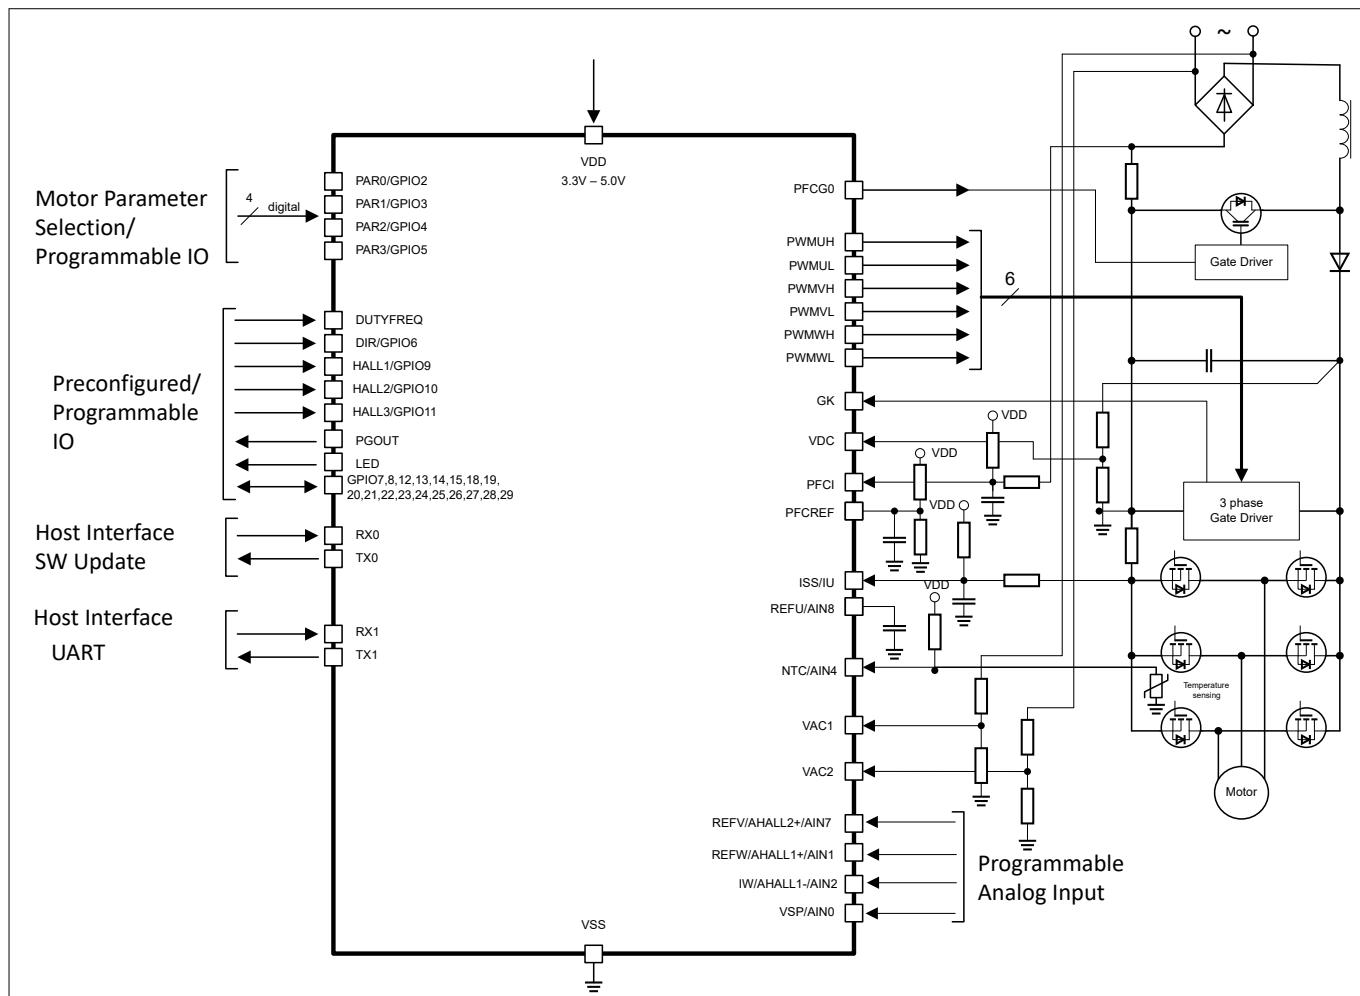 ~
VDD
3.3V – 5.0V
Motor Parameter
Selection/
Programmable IO
4
digital
PAR0/GPIO2
PAR1/GPIO3
PAR2/GPIO4
PAR3/GPIO5
Preconfigured/
Programmable
IO
DUTYFREQ
DIR/GPIO6
HALL1/GPIO9
HALL2/GPIO10
HALL3/GPIO11
PGOUT
LED
GPIO7,8,12,13,14,15,18,19,
20,21,22,23,24,25,26,27,28,29
Host Interface
SW Update
RX0
TX0
Host Interface
UART
RX1
TX1
VSS
PFCG0
PWMUH
PWMUL
PWMVH
PWMVL
PWMWH
PWMWL
6
GK
VDC
PFCI
PFCREF
ISS/IU
REFU/AIN8
NTC/AIN4
VAC1
VAC2
REFV/AHALL2+/AIN7
REFW/AHALL1+/AIN1
IW/AHALL1-/AIN2
VSP/AIN0
Programmable
Analog Input
VDD
VDD
VDD
VDD
Gate Driver
3 phase
Gate Driver
Temperature
sensing
Motor